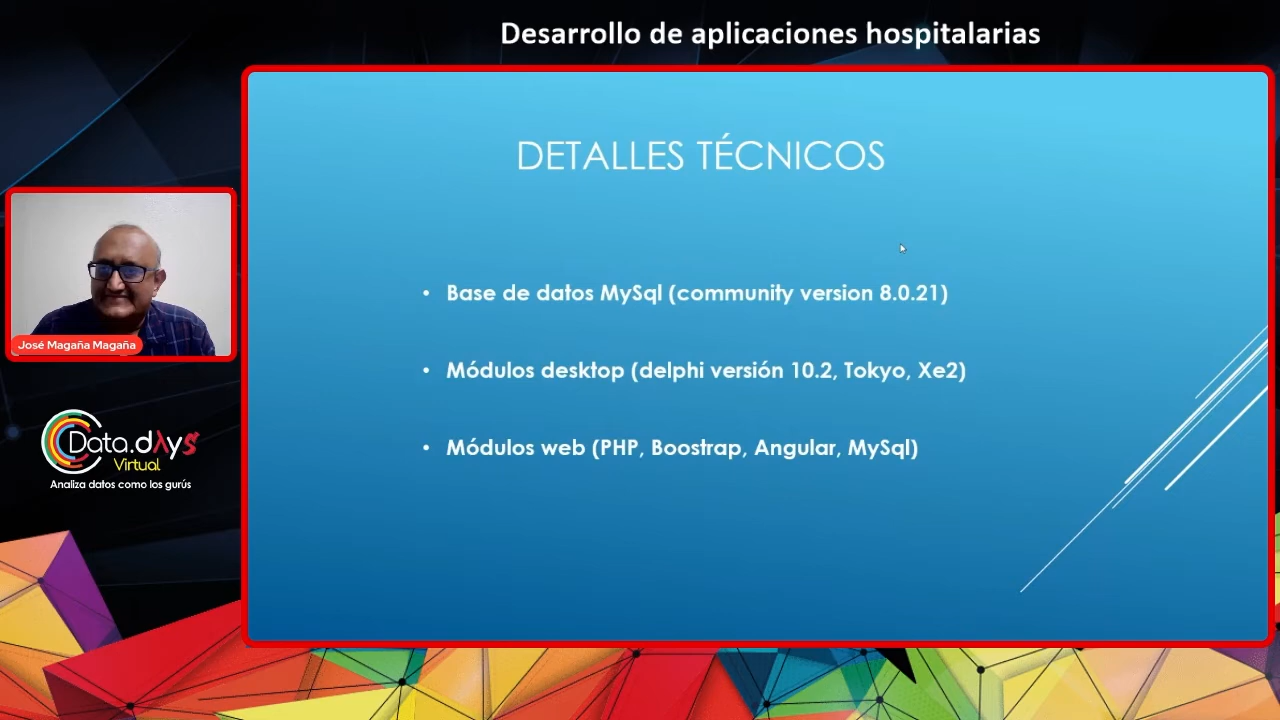 Desarrollo de aplicaciones hospitalarias
DETALLES TÉCNICOS
• Base de datos MySql (community version 8.0.21)
• Módulos desktop (delphi versión 10.2, Tokyo, Xe2)
• Módulos web (PHP, Boostrap, Angular, MySql)
José Magaña Magaña
Data.dAys
Virtual
Analiza datos como los gurús